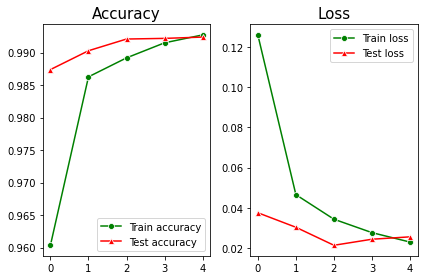 Accuracy
0.990
0.985
0.980
0.975
0.970
0.965
0.960
0 1 2 3 4
Train accuracy
Test accuracy
Loss
0.12
0.10
0.08
0.06
0.04
0.02
0 1 2 3 4
Train loss
Test loss